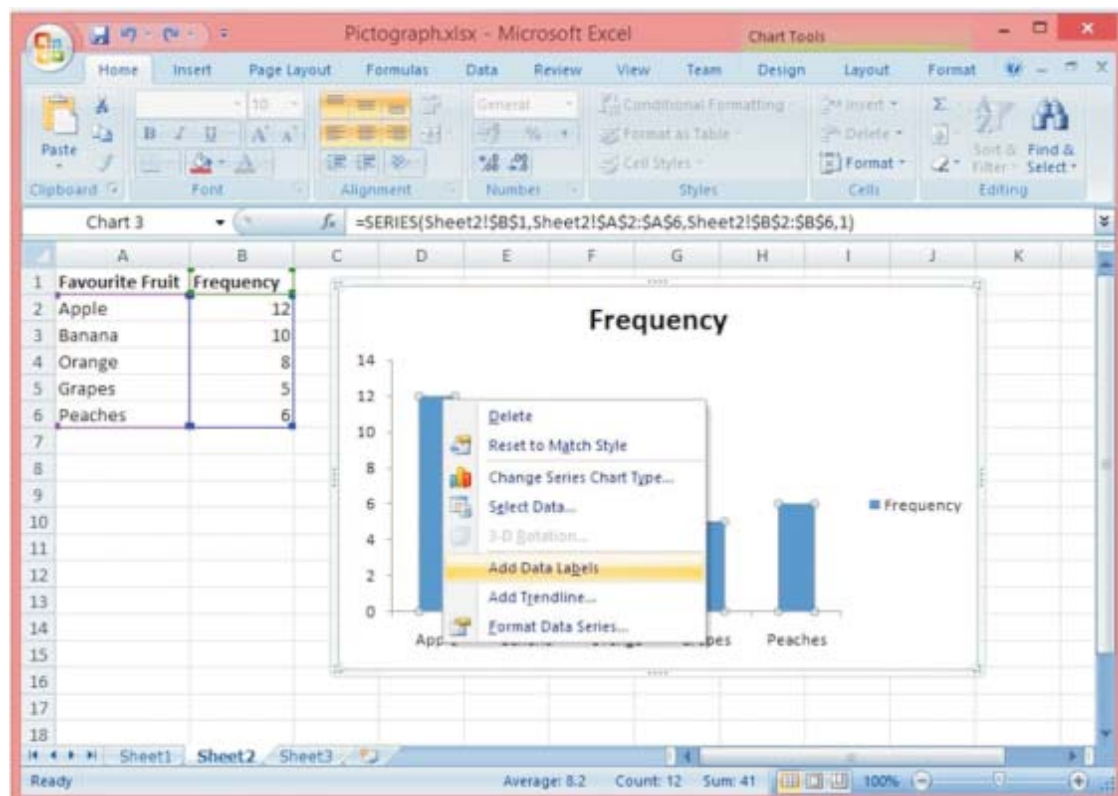 Pictograph.xlsx - Microsoft Excel
Chart Tools
Home Insert Page Layout Formulas Data Review View Team Design Layout Format
10 General Conditional Formatting Insert
Paste B I U A A % Format as Table Delete Sort & Find &
Cell Styles Format Filter Select
Clipboard Font Alignment Number Styles Cells Editing
Chart 3 fx =SERIES(Sheet2!$B$1,Sheet2!$A$2:$A$6,Sheet2!$B$2:$B$6,1)
A B C D E F G H I J K
1 Favourite Fruit Frequency
2 Apple 12
3 Banana 10
4 Orange 8
5 Grapes 5
6 Peaches 6
7
8
9
10
11
12
13
14
15
16
17
18
Frequency
14
12
10
8
6
4
2
0
Peaches
Frequency
Delete
Reset to Match Style
Change Series Chart Type...
Select Data...
3-D Rotation...
Add Data Labels
Add Trendline...
Format Data Series...
Sheet1 Sheet2 Sheet3
Ready Average: 8.2 Count: 12 Sum: 41 100%